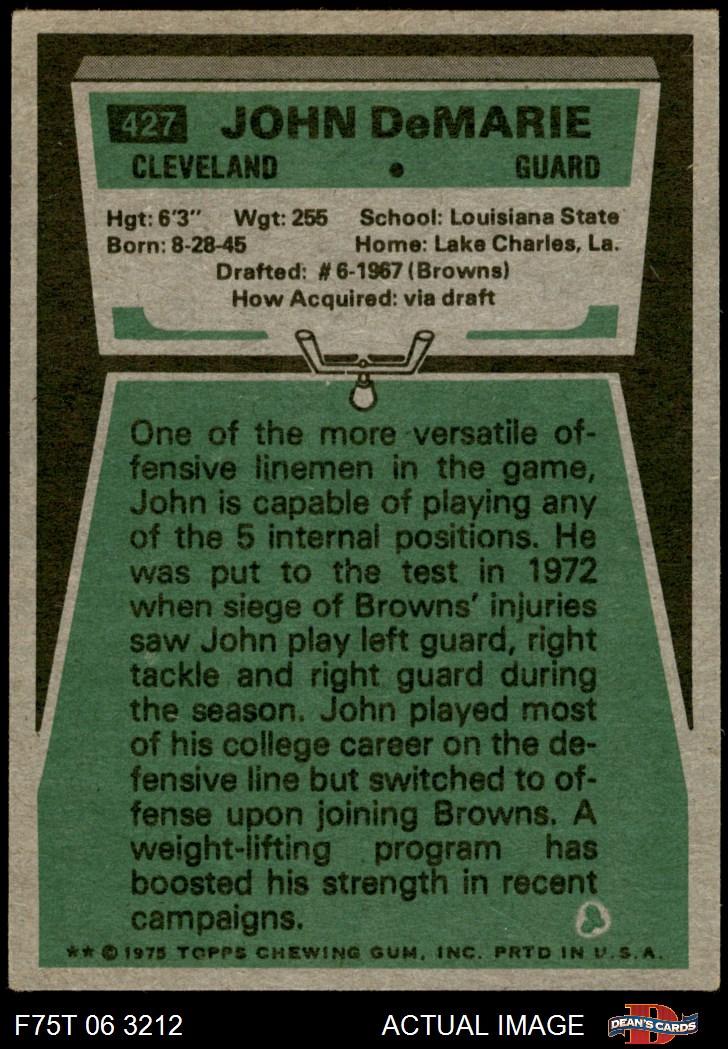 427 JOHN DeMARIE
CLEVELAND • GUARD
Hgt: 6'3" Wgt: 255 School: Louisiana State
Born: 8-28-45 Home: Lake Charles, La.
Drafted: #6-1967 (Browns)
How Acquired: via draft
One of the more versatile of-
fensive linemen in the game,
John is capable of playing any
of the 5 internal positions. He
was put to the test in 1972
when siege of Browns' injuries
saw John play left guard, right
tackle and right guard during
the season. John played most
of his college career on the de-
fensive line but switched to of-
fense upon joining Browns. A
weight-lifting program has
boosted his strength in recent
campaigns.
** © 1975 TOPPS CHEWING GUM, INC. PRTD IN U.S.A.
F75T 06 3212 ACTUAL IMAGE DEAN'S CARDS